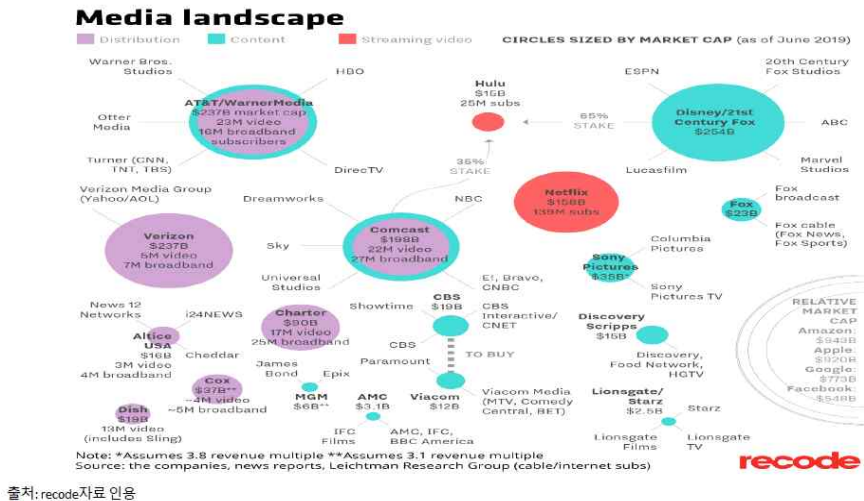 Media landscape
Distribution
Content
Streaming video
CIRCLES SIZED BY MARKET CAP (as of June 2019)
Warner Bros.
Studios
HBO
AT&T/WarnerMedia
$237B market cap
23M video
16M broadband
subscribers
Otter
Media
Turner (CNN,
TNT, TBS)
DirecTV
Hulu
$15B
25M subs
65%
STAKE
36%
STAKE
ESPN
20th Century
Fox Studios
Disney/21st
Century Fox
$254B
ABC
Lucasfilm
Marvel
Studios
Verizon Media Group
(Yahoo/AOL)
Verizon
$237B
5M video
7M broadband
Dreamworks
NBC
Comcast
$198B
22M video
27M broadband
Sky
Universal
Studios
E!, Bravo,
CNBC
Netflix
$158B
139M subs
Fox
$23B
Fox
broadcast
Fox cable
(Fox News,
Fox Sports)
Sony
Pictures
Columbia
Pictures
Sony
Pictures TV
News 12
Networks
i24NEWS
Altice
USA
$16B
3M video
4M broadband
Cheddar
Charter
$90B
17M video
25M broadband
Showtime
CBS
$19B
CBS
Interactive/
CNET
CBS
TO BUY
Paramount
Viacom
$12B
Viacom Media
(MTV, Comedy
Central, BET)
Discovery
Scripps
$15B
Discovery,
Food Network,
HGTV
RELATIVE
MARKET
CAP
Amazon:
Apple:
$920B
Google:
$773B
Facebook:
Cox
$37B**
~4M video
~5M broadband
Dish
$19B
13M video
(includes Sling)
James
Bond
Epix
MGM
$6B**
AMC
$3.1B
IFC
Films
AMC, IFC,
BBC America
Lionsgate/
Starz
$2.5B
Starz
Lionsgate
Films
Lionsgate
TV
Note: *Assumes 3.8 revenue multiple **Assumes 3.1 revenue multiple
Source: the companies, news reports, Leichtman Research Group (cable/internet subs)
recode
출처: recode자료 인용